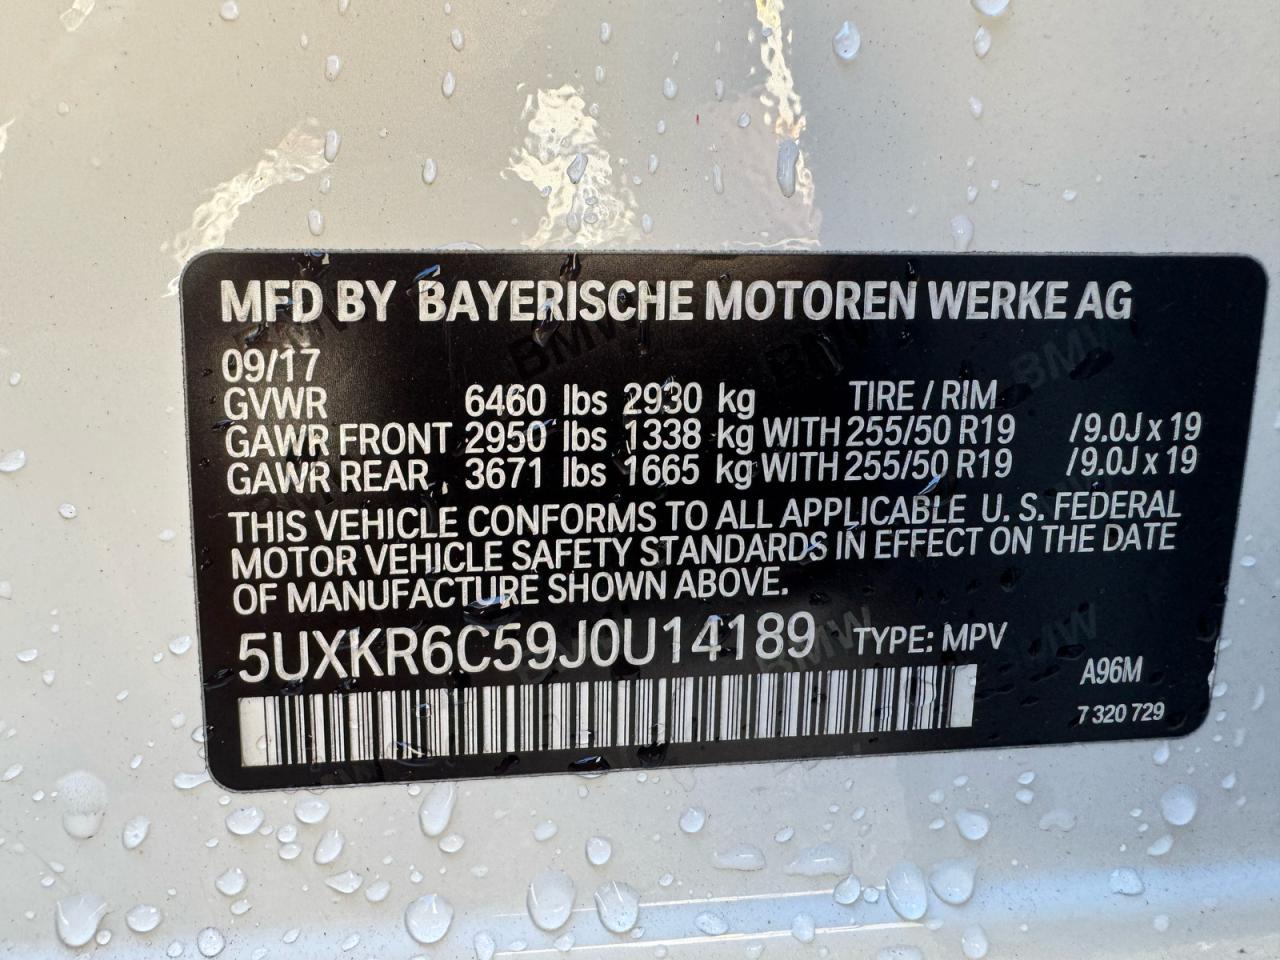 MFD BY BAYERISCHE MOTOREN WERKE AG
09/17
GVWR 6460 lbs 2930 kg TIRE / RIM
GAWR FRONT 2950 lbs 1338 kg WITH 255/50 R19 /9.0J x 19
GAWR REAR 3671 lbs 1665 kg WITH 255/50 R19 /9.0J x 19
THIS VEHICLE CONFORMS TO ALL APPLICABLE U. S. FEDERAL
MOTOR VEHICLE SAFETY STANDARDS IN EFFECT ON THE DATE
OF MANUFACTURE SHOWN ABOVE.
5UXKR6C59J0U14189 TYPE: MPV
A96M
7 320 729